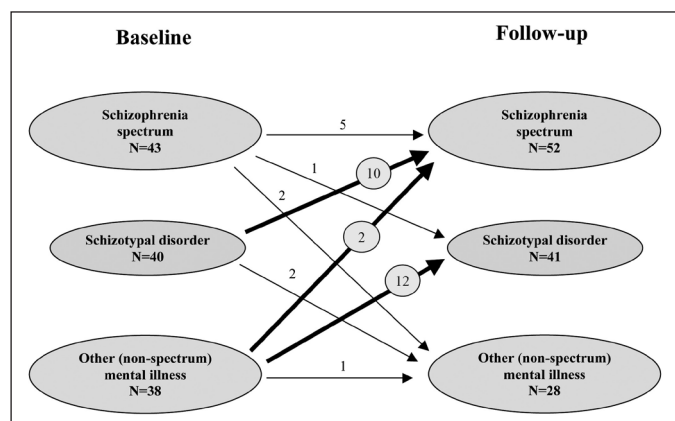 Baseline Follow-up
Schizophrenia
spectrum
N=43
5
Schizophrenia
spectrum
N=52
1
10
2
Schizotypal disorder
N=40
2
2
12
Schizotypal disorder
N=41
Other (non-spectrum)
mental illness
N=38
1
Other (non-spectrum)
mental illness
N=28